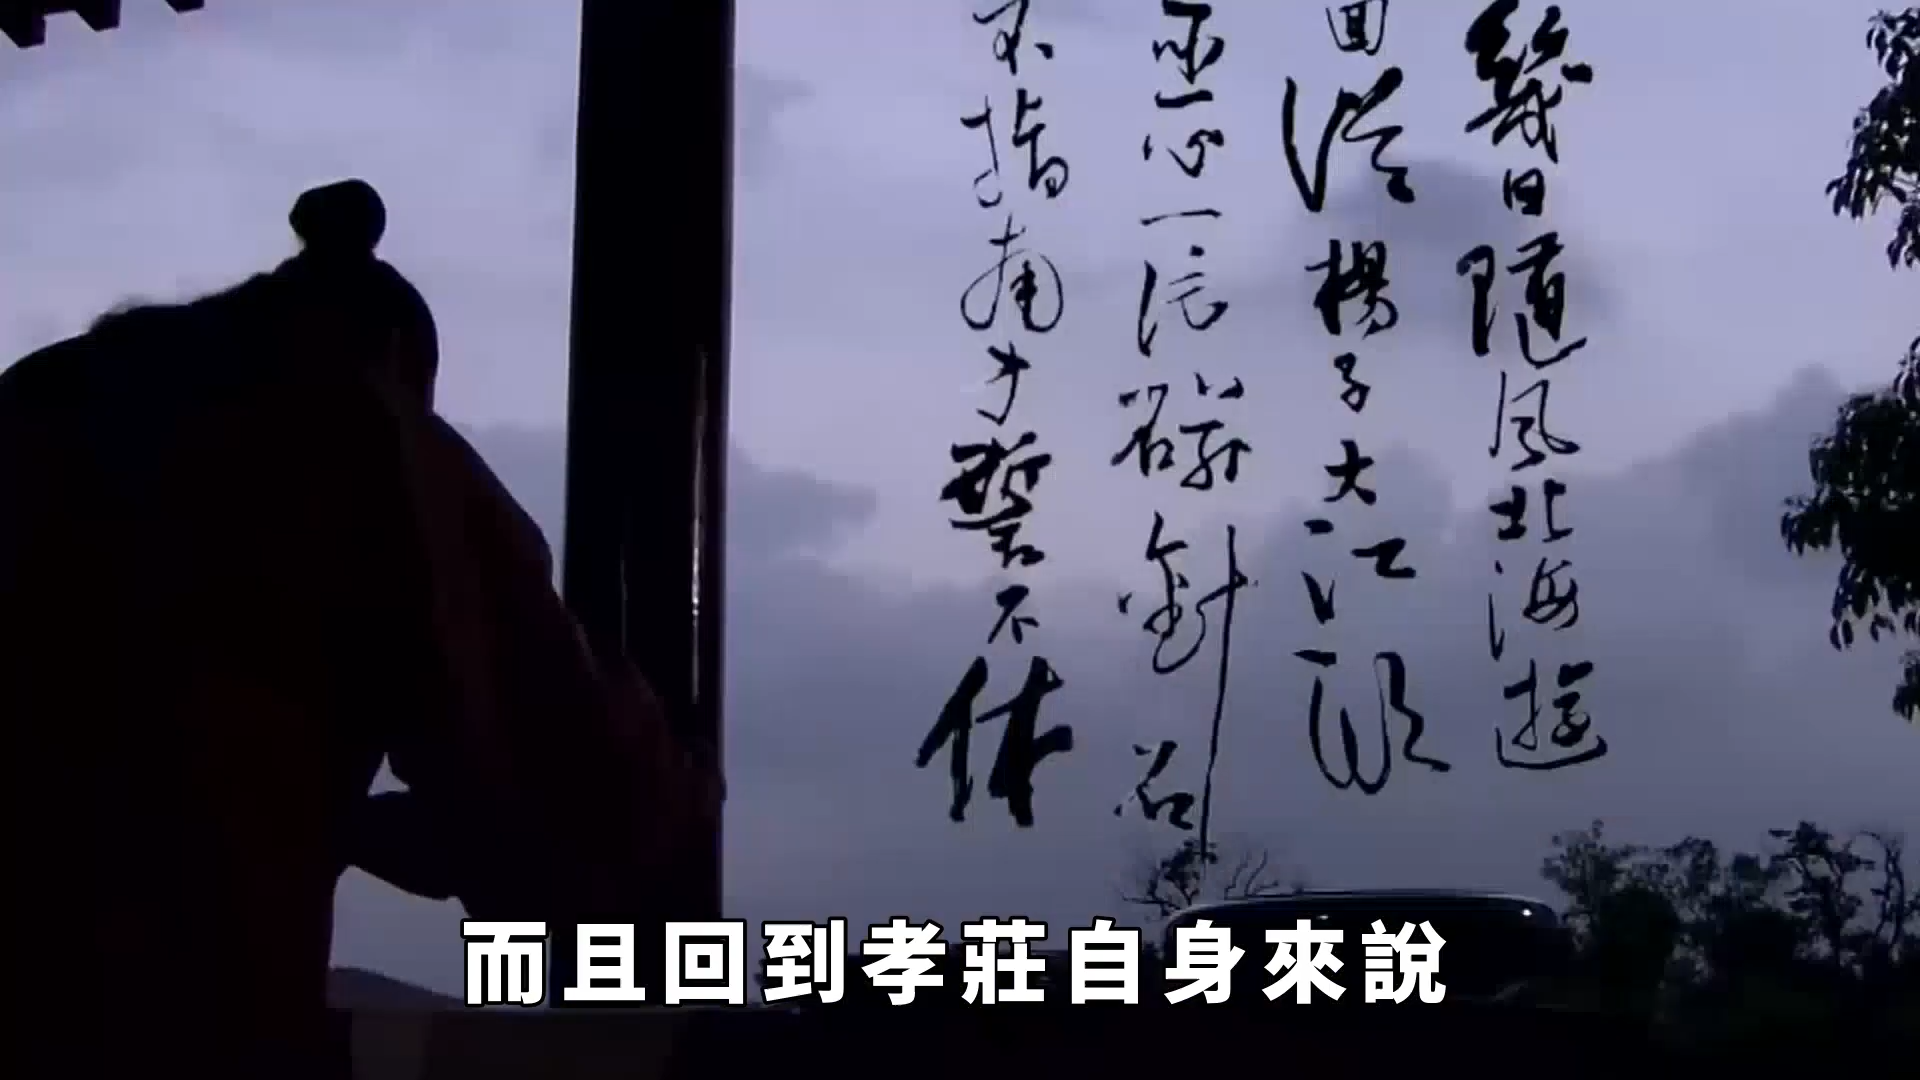 幾日隨風北海遊
回從楊子大江頭
臣心一磁針石
不指南方誓不休
而且回到孝莊自身來說